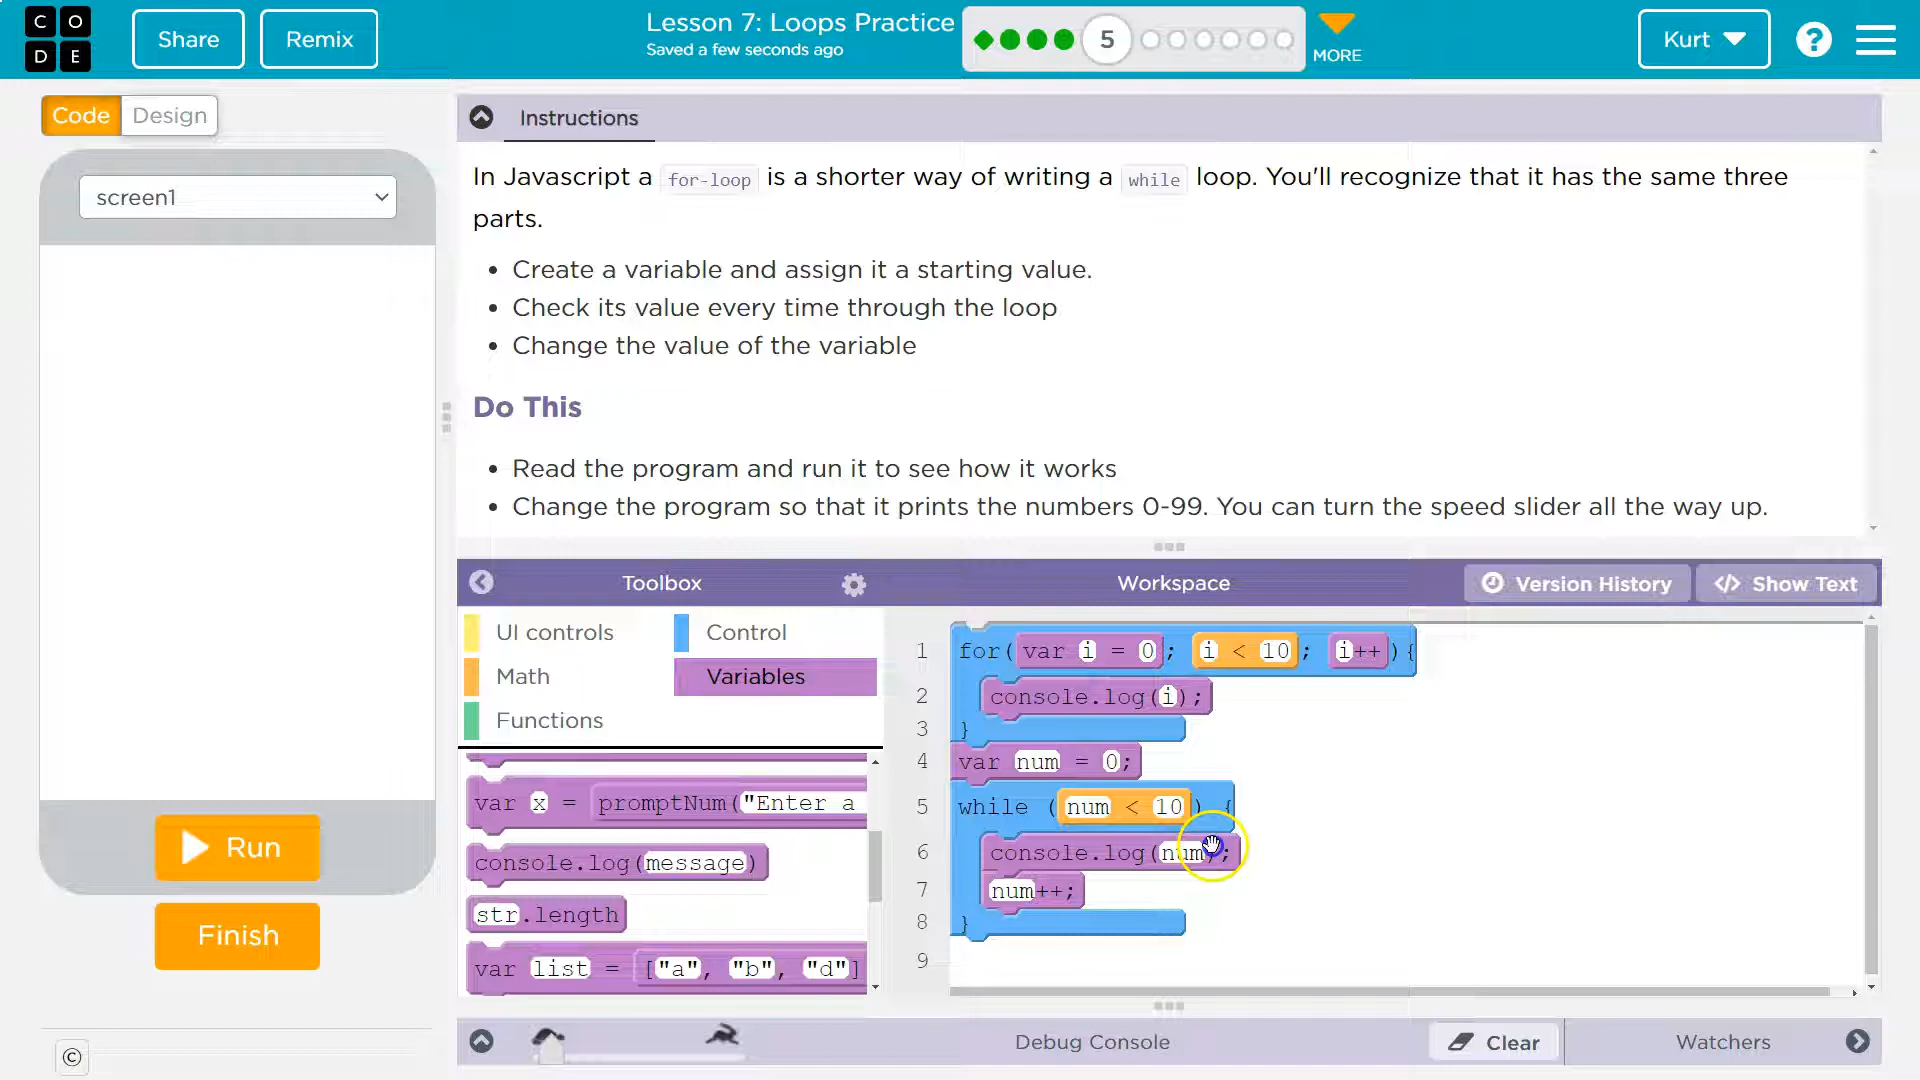 CODE
Share
Remix
Lesson 7: Loops Practice
Saved a few seconds ago
5
MORE
Kurt
?
Code
Design
screen1
Run
Finish
©
Instructions
In Javascript a for-loop is a shorter way of writing a while loop. You'll recognize that it has the same three
parts.
Create a variable and assign it a starting value.
Check its value every time through the loop
Change the value of the variable
Do This
Read the program and run it to see how it works
Change the program so that it prints the numbers 0-99. You can turn the speed slider all the way up.
Toolbox
Workspace
Version History
</> Show Text
UI controls
Control
Math
Variables
Functions
var x = promptNum("Enter a
console.log(message)
str.length
var list = ["a", "b", "d"]
1 for(var i = 0; i < 10; i++){
2 console.log(i);
3 }
4 var num = 0;
5 while (num < 10) {
6 console.log(num);
7 num++;
8 }
9
Debug Console
Clear
Watchers